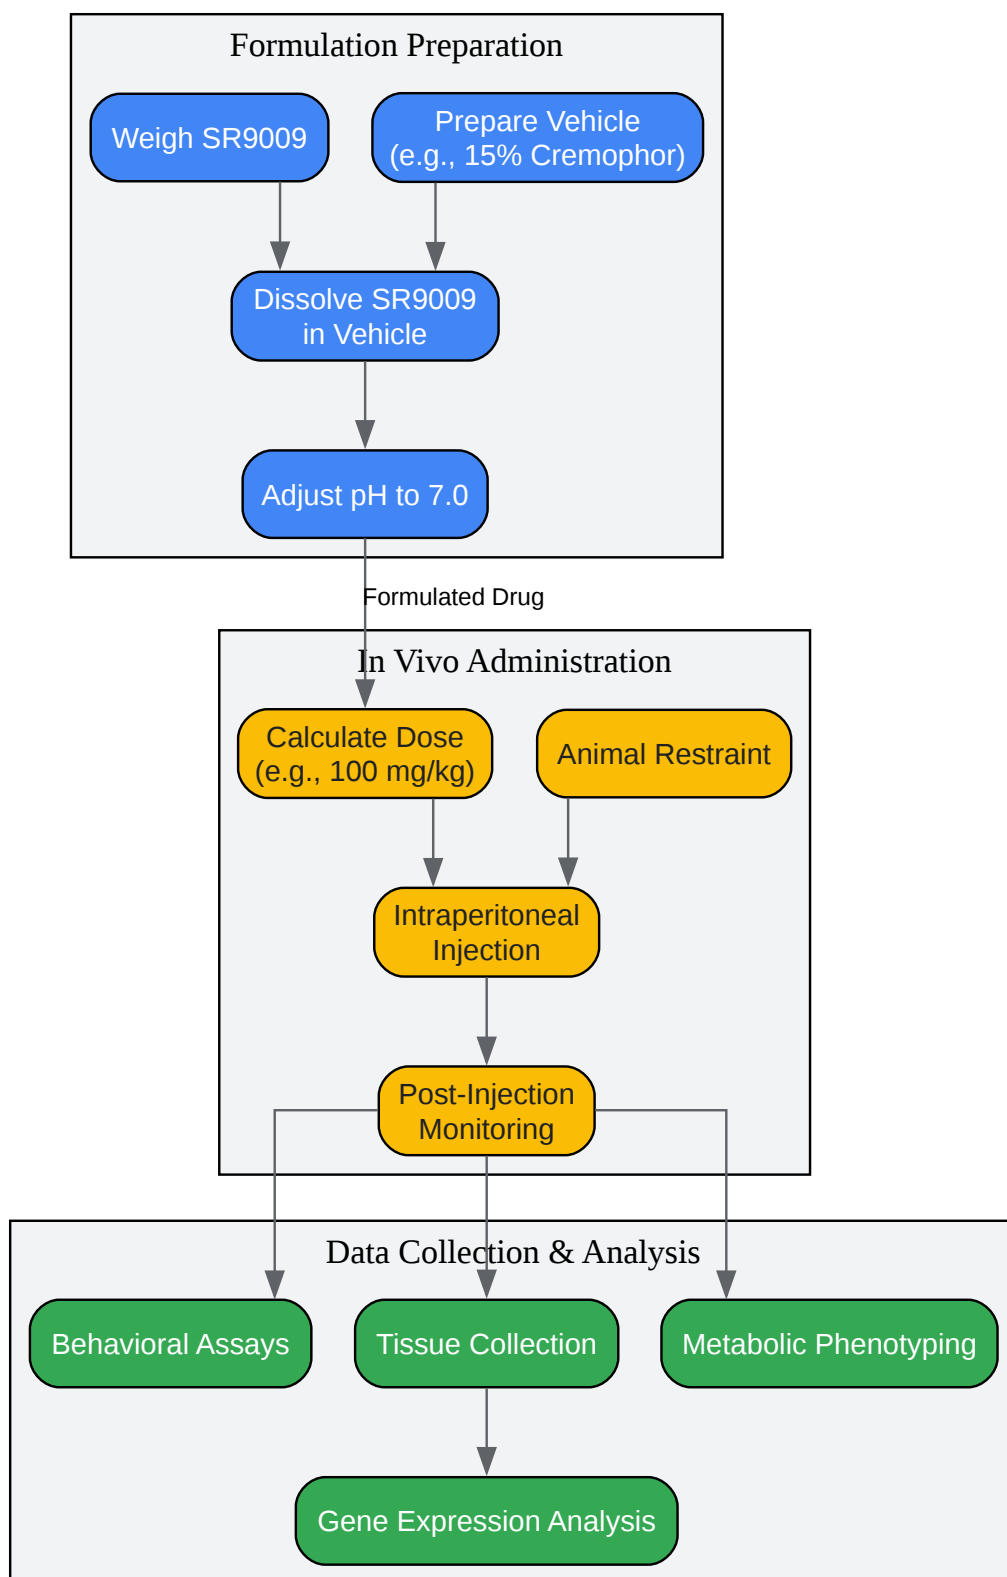 Formulation Preparation
Weigh SR9009
Prepare Vehicle
(e.g., 15% Cremophor)
Dissolve SR9009
in Vehicle
Adjust pH to 7.0
Formulated Drug
In Vivo Administration
Calculate Dose
(e.g., 100 mg/kg)
Animal Restraint
Intraperitoneal
Injection
Post-Injection
Monitoring
Data Collection & Analysis
Behavioral Assays
Tissue Collection
Metabolic Phenotyping
Gene Expression Analysis